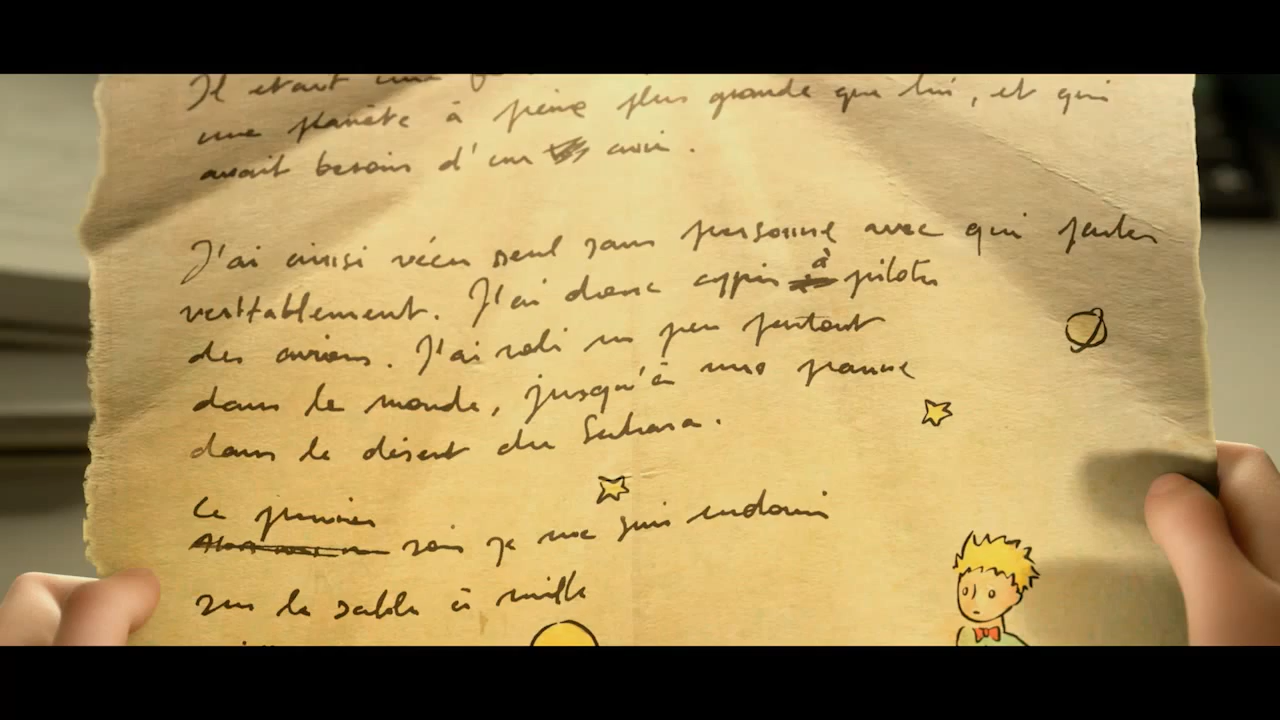 Il était une
une planète à peine plus grande que lui, et qui
avait besoin d'un ami.
J'ai ainsi vécu seul sans personne avec qui parler
véritablement. J'ai donc appris à piloter
des avions. J'ai volé un peu partout
dans le monde, jusqu'à une panne
dans le désert du Sahara.
Ce premier
soir je me suis endormi
sur le sable à mille